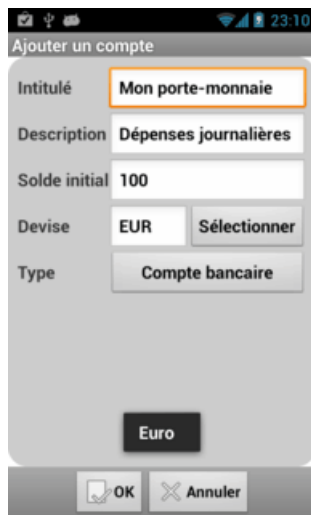 23:10
Ajouter un compte
Intitulé Mon porte-monnaie
Description Dépenses journalières
Solde initial 100
Devise EUR Sélectionner
Type Compte bancaire
Euro
OK Annuler